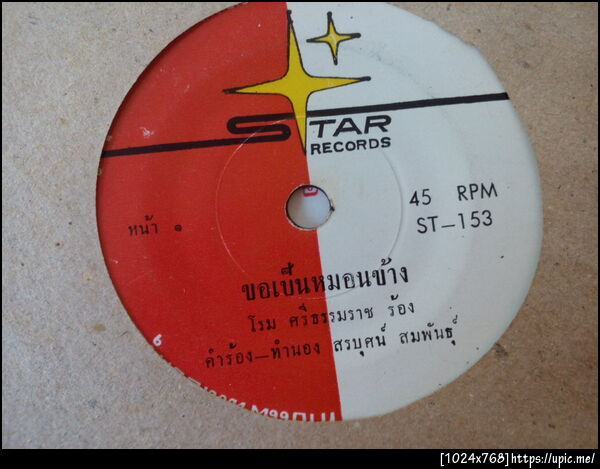 STAR
RECORDS
45 RPM
ST-153
หน้า ๑
ขอเป็นหมอนข้าง
โรม ศรีธรรมราช ร้อง
คำร้อง-ทำนอง สรบุศน์ สมพันธุ์
[1024x768]https://upic.me/